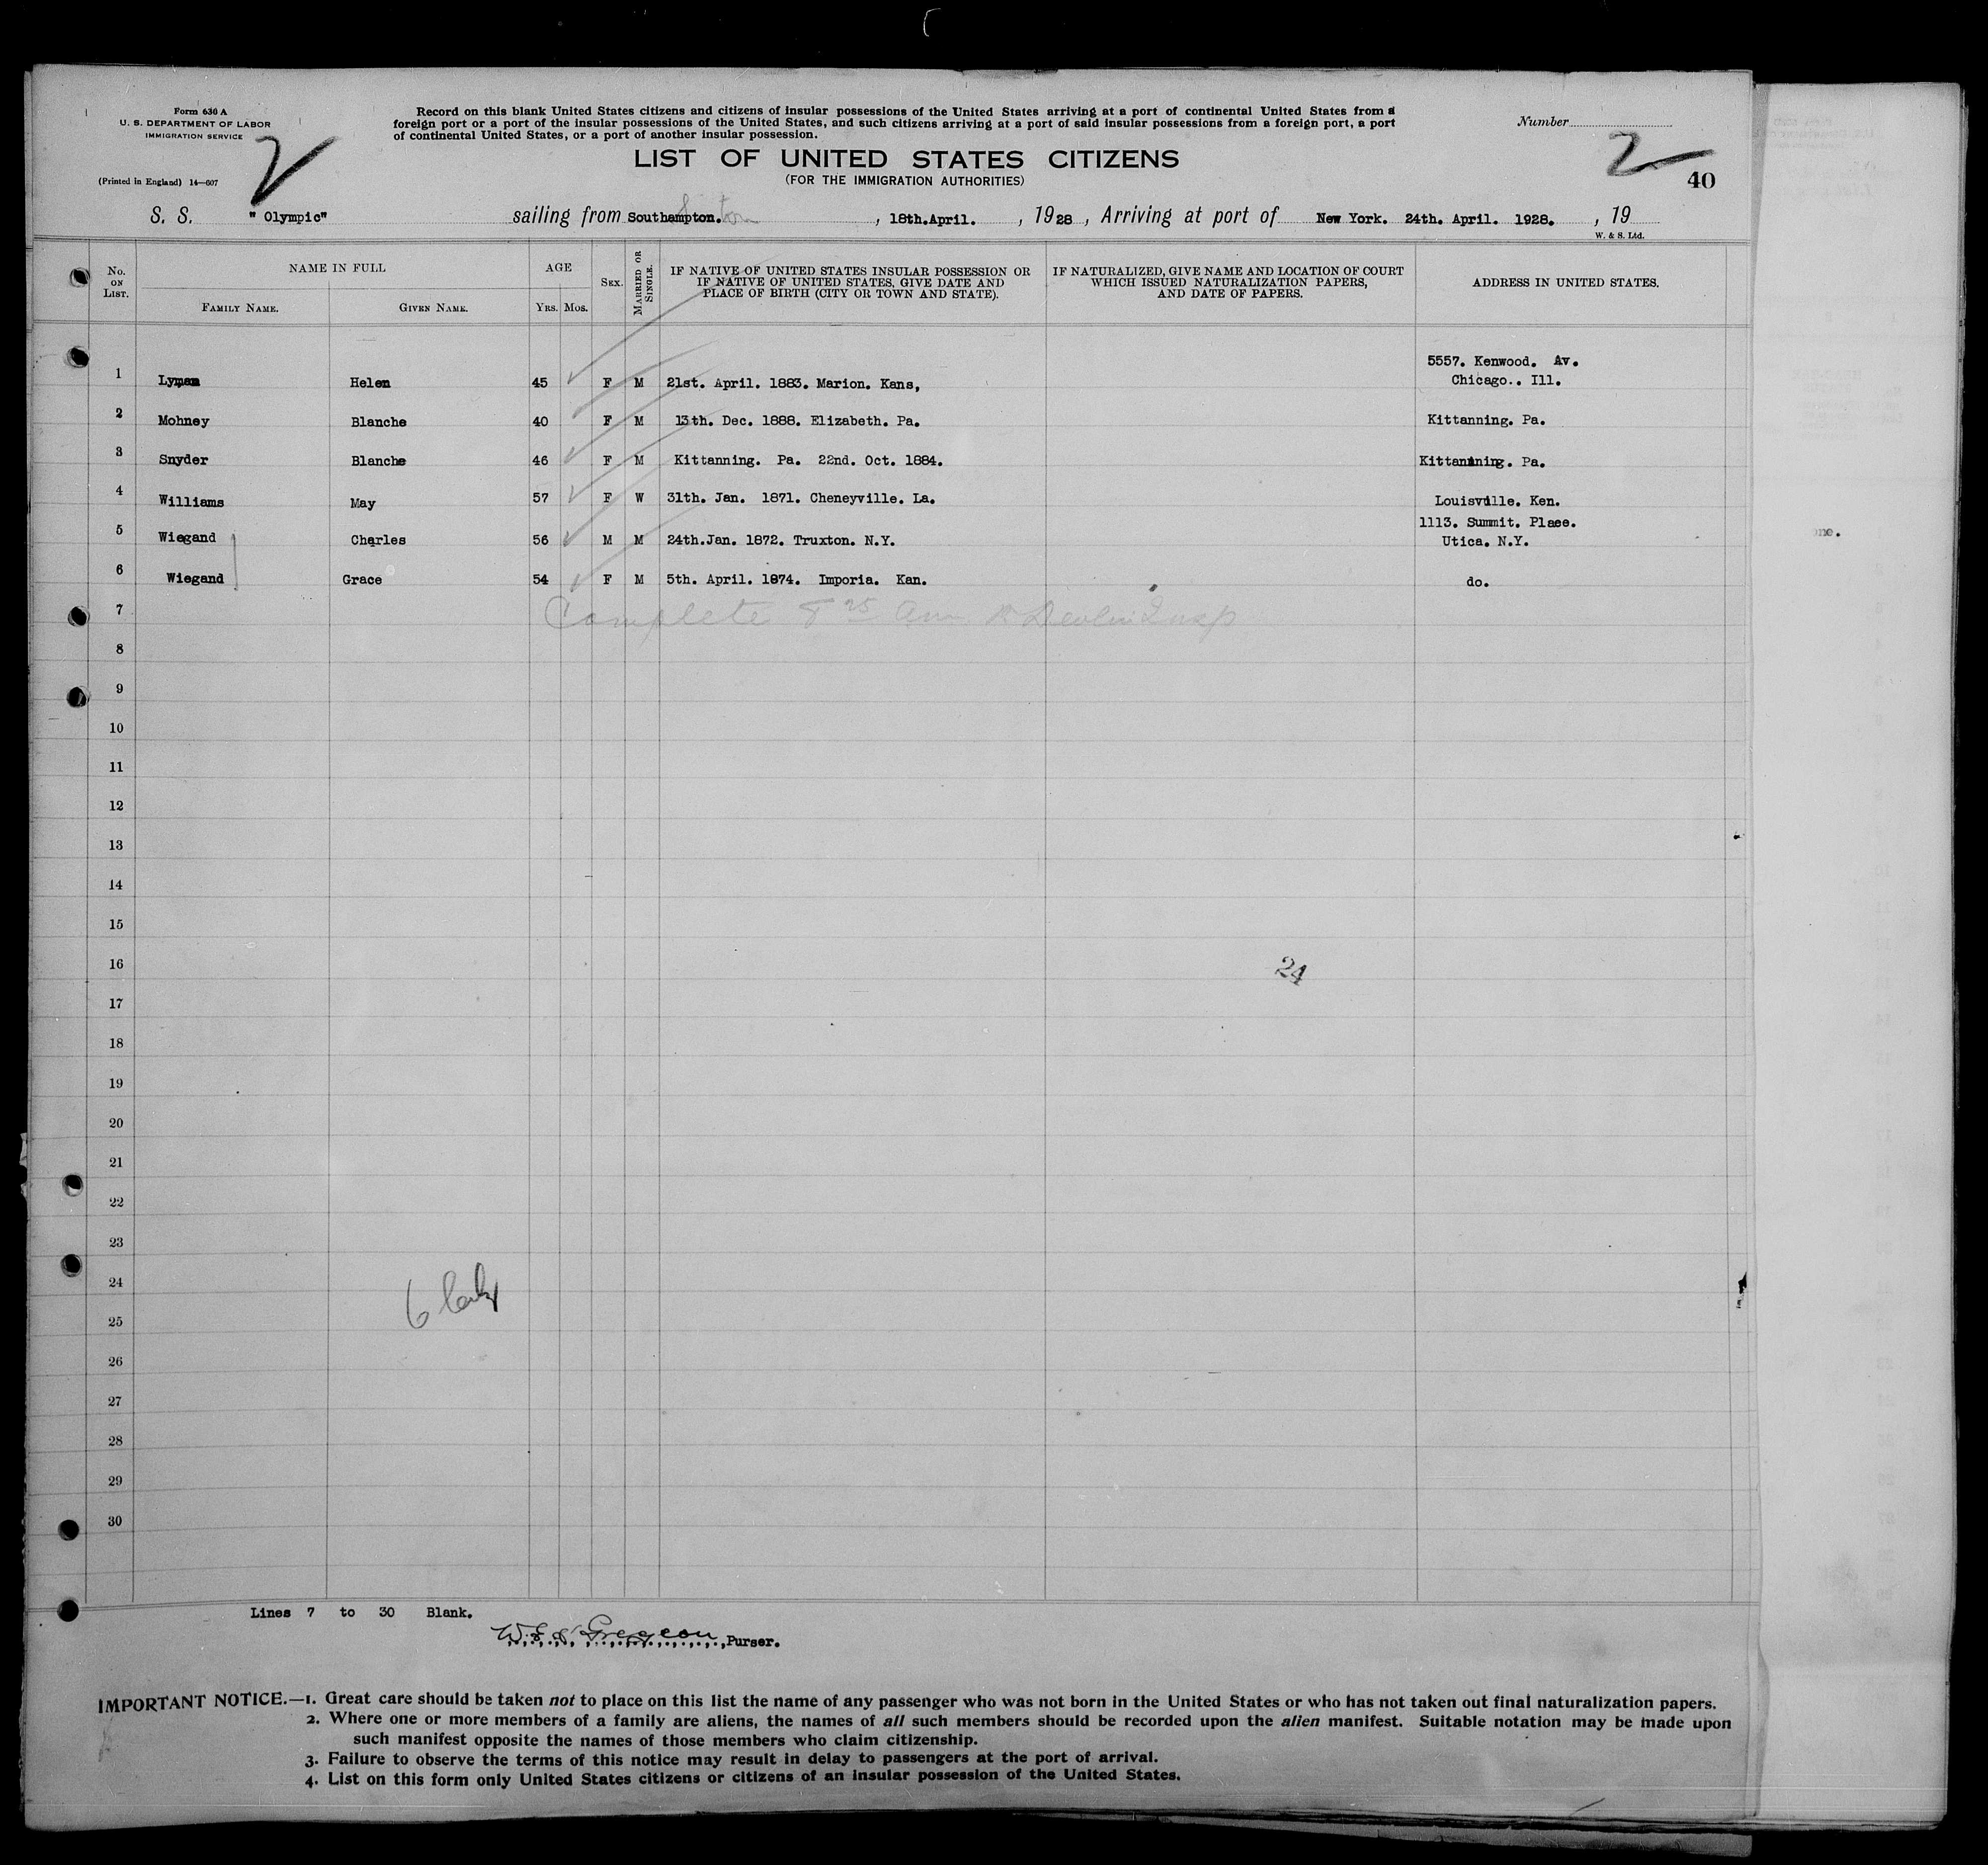 Form 630 A
U. S. DEPARTMENT OF LABOR
IMMIGRATION SERVICE
(Printed in England) 14—607
Record on this blank United States citizens and citizens of insular possessions of the United States arriving at a port of continental United States from a
foreign port or a port of the insular possessions of the United States, and such citizens arriving at a port of said insular possessions from a foreign port, a port
of continental United States, or a port of another insular possession.
Number
2
2
40
LIST OF UNITED STATES CITIZENS
(FOR THE IMMIGRATION AUTHORITIES)
S. S. "Olympic" sailing from Southampton. , 18th.April. , 1928 , Arriving at port of New York. 24th. April. 1928. , 19
W. & S. Ltd.
No. ON LIST. NAME IN FULL AGE SEX. MARRIED OR SINGLE. IF NATIVE OF UNITED STATES INSULAR POSSESSION OR IF NATIVE OF UNITED STATES, GIVE DATE AND PLACE OF BIRTH (CITY OR TOWN AND STATE). IF NATURALIZED, GIVE NAME AND LOCATION OF COURT WHICH ISSUED NATURALIZATION PAPERS, AND DATE OF PAPERS. ADDRESS IN UNITED STATES.
FAMILY NAME. GIVEN NAME. YRS. MOS.
5557. Kenwood. Av.
1 Lyman Helen 45 F M 21st. April. 1883. Marion. Kans, Chicago.. Ill.
2 Mohney Blanche 40 F M 13th. Dec. 1888. Elizabeth. Pa. Kittanning. Pa.
3 Snyder Blanche 46 F M Kittanning. Pa. 22nd. Oct. 1884. Kittanning. Pa.
4 Williams May 57 F W 31th. Jan. 1871. Cheneyville. La. Louisville. Ken.
1113. Summit. Place.
5 Wiegand Charles 56 M M 24th.Jan. 1872. Truxton. N.Y. Utica. N.Y.
6 Wiegand Grace 54 F M 5th. April. 1874. Imporia. Kan. do.
7 Complete
8
9
10
11
12
13
14
15
16 24
17
18
19
20
21
22
23
24
25
26
27
28
29
30
Lines 7 to 30 Blank.
Purser.
IMPORTANT NOTICE.—1. Great care should be taken not to place on this list the name of any passenger who was not born in the United States or who has not taken out final naturalization papers.
2. Where one or more members of a family are aliens, the names of all such members should be recorded upon the alien manifest. Suitable notation may be made upon
such manifest opposite the names of those members who claim citizenship.
3. Failure to observe the terms of this notice may result in delay to passengers at the port of arrival.
4. List on this form only United States citizens or citizens of an insular possession of the United States.